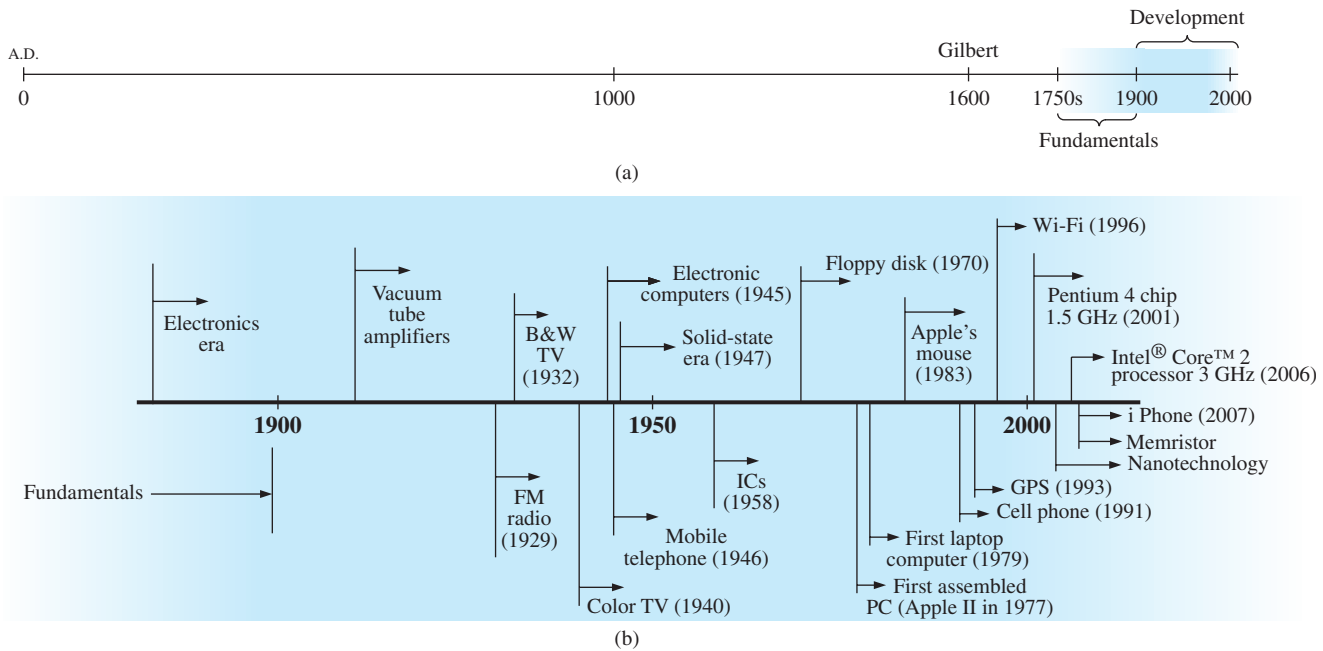 Development
A.D.
Gilbert
0
1000
1600
1750s
1900
2000
Fundamentals
(a)
Wi-Fi (1996)
Floppy disk (1970)
Electronic
computers (1945)
Pentium 4 chip
1.5 GHz (2001)
Vacuum
tube
amplifiers
Electronics
era
B&W
TV
(1932)
Solid-state
era (1947)
Apple’s
mouse
(1983)
Intel® Core™ 2
processor 3 GHz (2006)
1900
1950
2000
i Phone (2007)
Memristor
Nanotechnology
Fundamentals
FM
radio
(1929)
ICs
(1958)
GPS (1993)
Cell phone (1991)
Mobile
telephone (1946)
First laptop
computer (1979)
Color TV (1940)
First assembled
PC (Apple II in 1977)
(b)